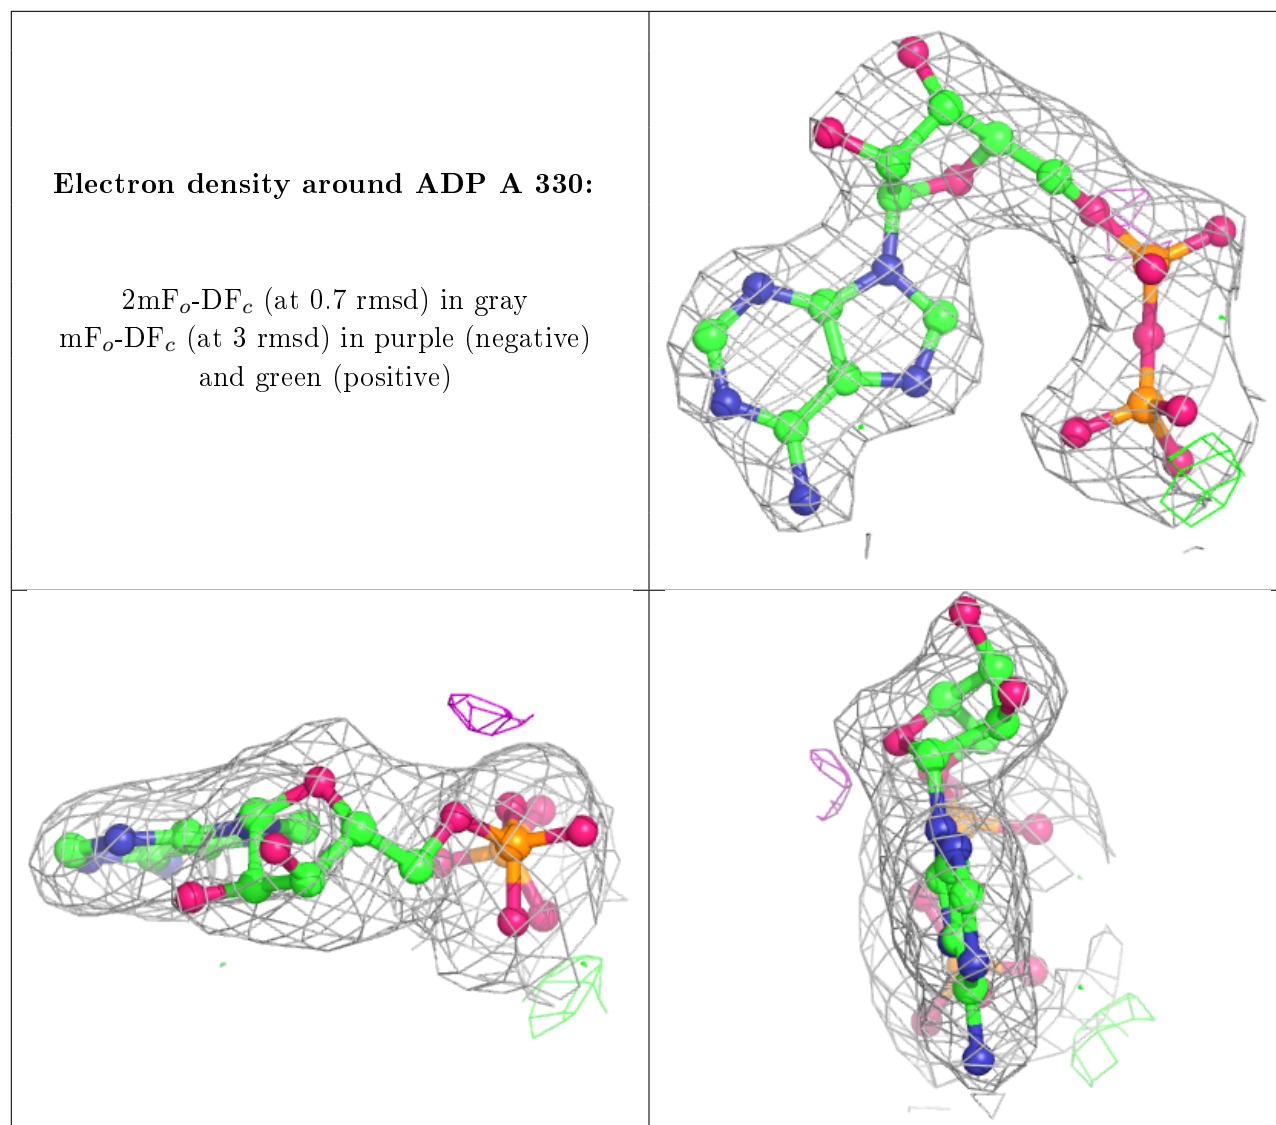 Electron density around ADP A 330:
2mFo-DFc (at 0.7 rmsd) in gray
mFo-DFc (at 3 rmsd) in purple (negative)
and green (positive)